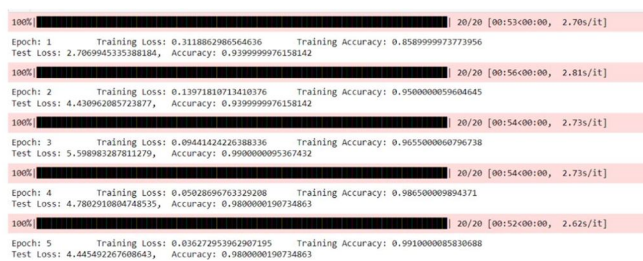 100%| | 20/20 [00:53<00:00, 2.70s/it]
Epoch: 1 Training Loss: 0.3118862986564636 Training Accuracy: 0.8589999973773956
Test Loss: 2.7069945335388184, Accuracy: 0.9399999976158142
100%| | 20/20 [00:56<00:00, 2.81s/it]
Epoch: 2 Training Loss: 0.13971810713410376 Training Accuracy: 0.9500000059604645
Test Loss: 4.430962085723877, Accuracy: 0.9399999976158142
100%| | 20/20 [00:54<00:00, 2.73s/it]
Epoch: 3 Training Loss: 0.09441424226388336 Training Accuracy: 0.9655000060796738
Test Loss: 5.598983287811279, Accuracy: 0.9900000095367432
100%| | 20/20 [00:54<00:00, 2.73s/it]
Epoch: 4 Training Loss: 0.05028696763329208 Training Accuracy: 0.986500009894371
Test Loss: 4.7802910804748535, Accuracy: 0.9800000190734863
100%| | 20/20 [00:52<00:00, 2.62s/it]
Epoch: 5 Training Loss: 0.036272953962907195 Training Accuracy: 0.9910000085830688
Test Loss: 4.445492267608643, Accuracy: 0.9800000190734863